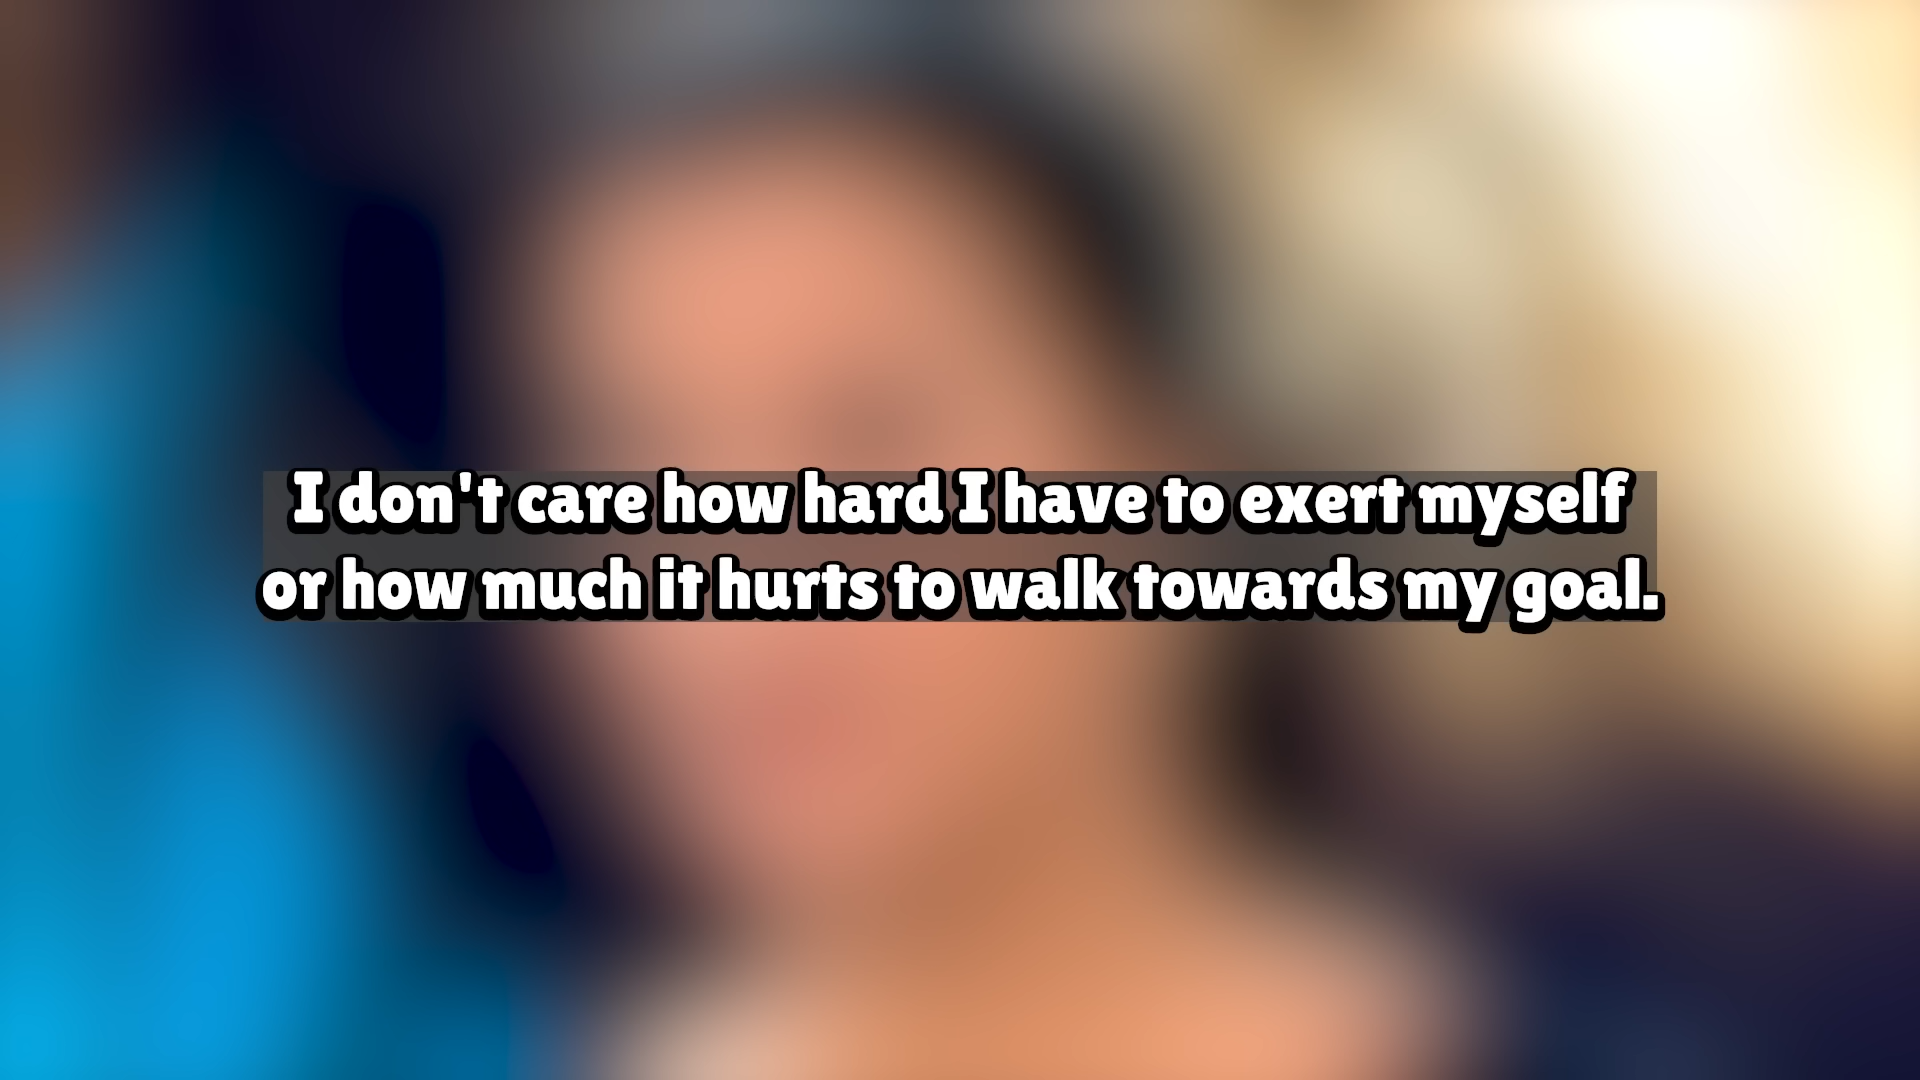 I don't care how hard I have to exert myself
or how much it hurts to walk towards my goal.